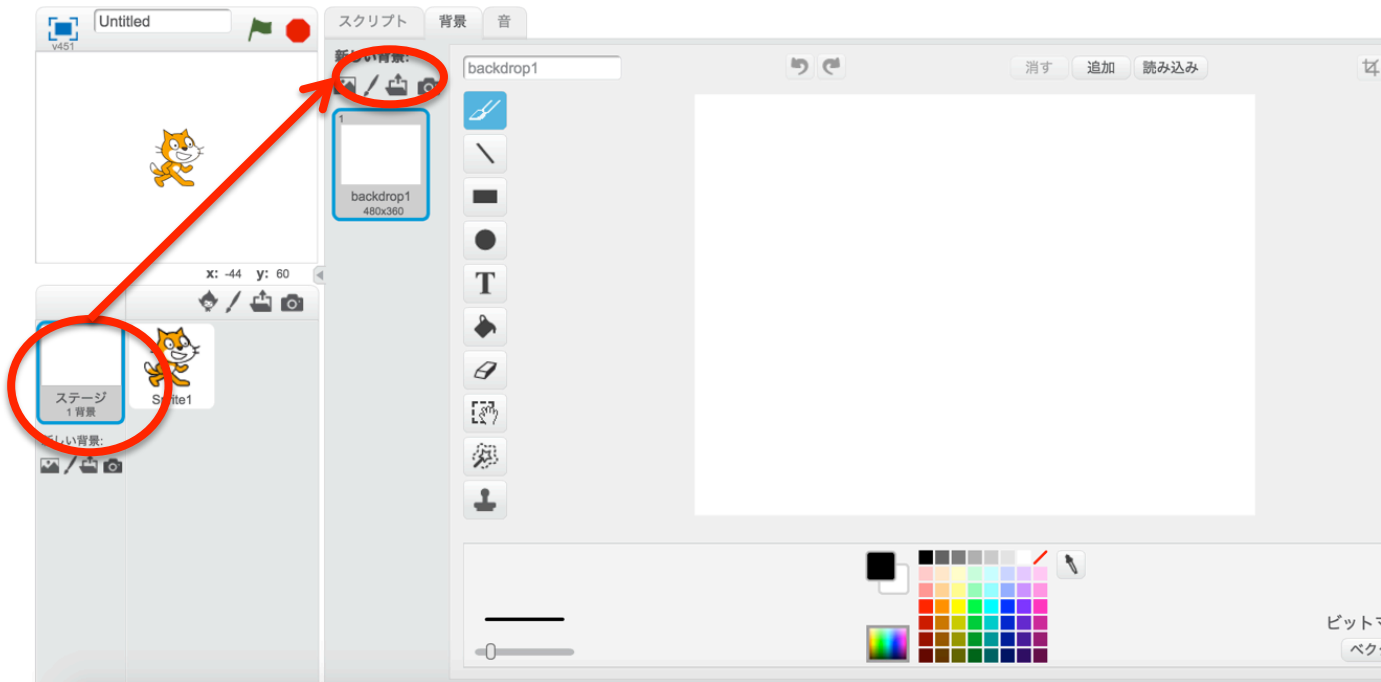 Untitled
v451
スクリプト
背景
音
新しい背景:
backdrop1
消す
追加
読み込み
1
backdrop1
480x360
T
x: -44 y: 60
ステージ
1 背景
Sprite1
新しい背景:
ビットマ
ベク